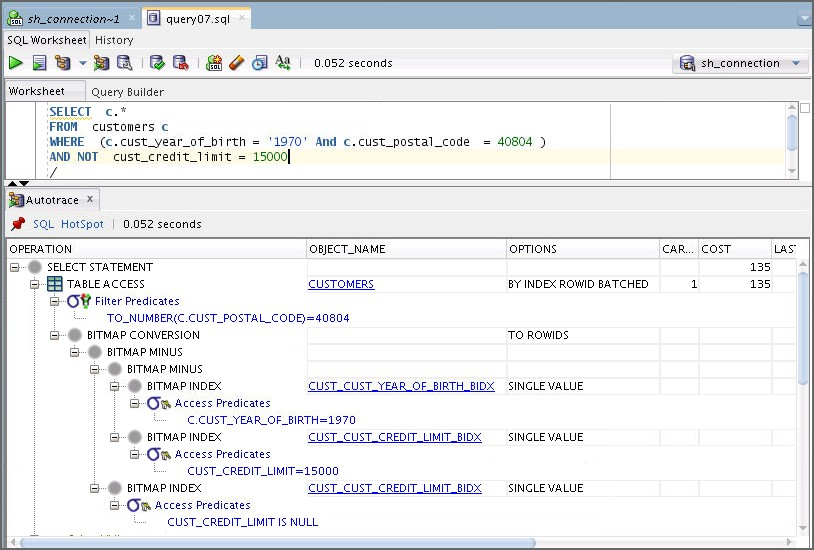 sh_connection~1 × query07.sql ×
SQL Worksheet History
0.052 seconds sh_connection
Worksheet Query Builder
SELECT c.*
FROM customers c
WHERE (c.cust_year_of_birth = '1970' And c.cust_postal_code = 40804 )
AND NOT cust_credit_limit = 15000
/
Autotrace ×
SQL HotSpot | 0.052 seconds
OPERATION OBJECT_NAME OPTIONS CAR... COST LAST
SELECT STATEMENT 135
TABLE ACCESS CUSTOMERS BY INDEX ROWID BATCHED 1 135
Filter Predicates
TO_NUMBER(C.CUST_POSTAL_CODE)=40804
BITMAP CONVERSION TO ROWIDS
BITMAP MINUS
BITMAP MINUS
BITMAP INDEX CUST_CUST_YEAR_OF_BIRTH_BIDX SINGLE VALUE
Access Predicates
C.CUST_YEAR_OF_BIRTH=1970
BITMAP INDEX CUST_CUST_CREDIT_LIMIT_BIDX SINGLE VALUE
Access Predicates
CUST_CREDIT_LIMIT=15000
BITMAP INDEX CUST_CUST_CREDIT_LIMIT_BIDX SINGLE VALUE
Access Predicates
CUST_CREDIT_LIMIT IS NULL